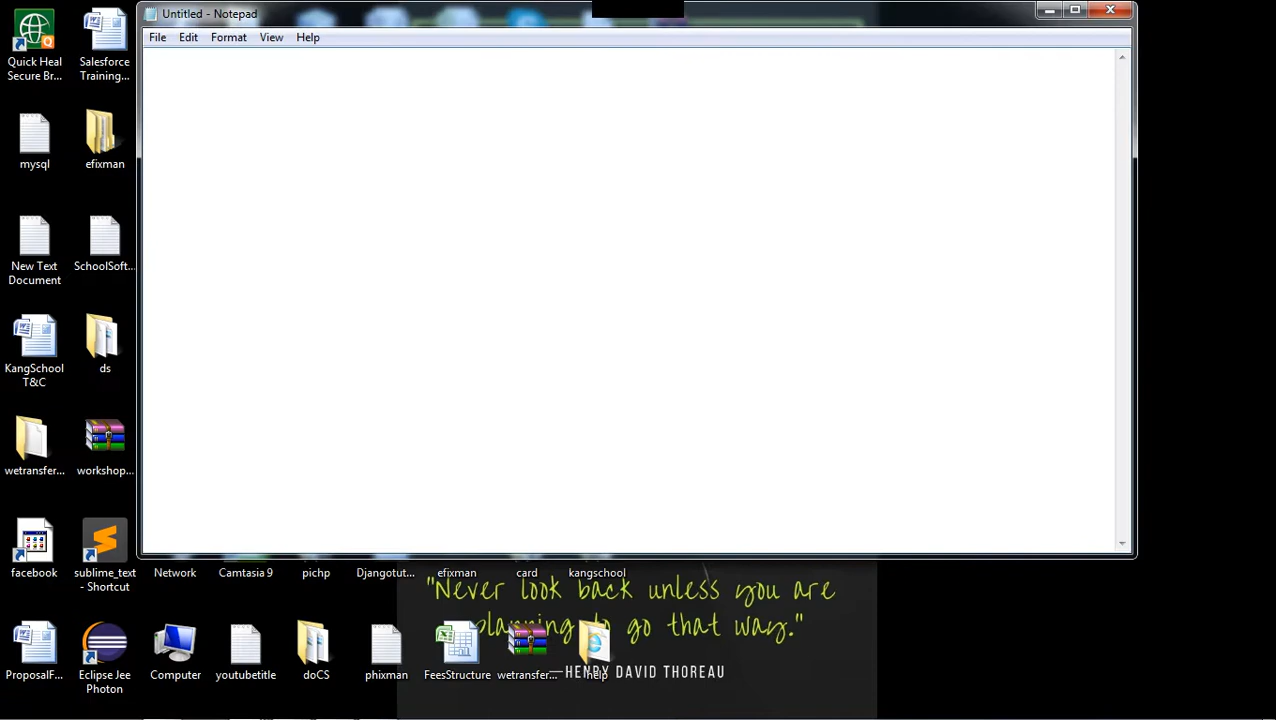 Untitled - Notepad
File Edit Format View Help
Quick Heal
Secure Br...
Salesforce
Training...
mysql
efixman
New Text
Document
SchoolSoft...
KangSchool
T&C
ds
wetransfer...
workshop...
facebook
sublime_text
- Shortcut
Network
Camtasia 9
pichp
Djangotut...
efixman
card
kangschool
"Never look back unless you are
planning to go that way."
—HENRY DAVID THOREAU
ProposalF...
Eclipse Jee
Photon
Computer
youtubetitle
doCS
phixman
FeesStructure
wetransfer...
help